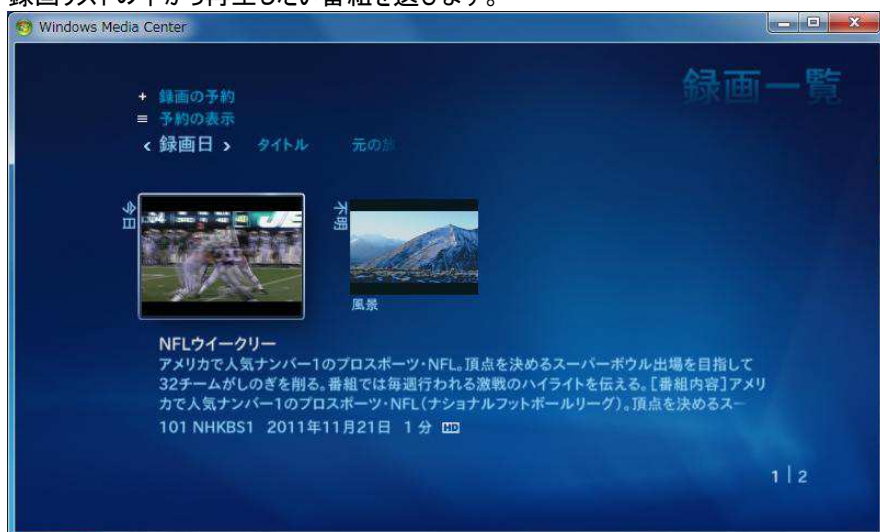 録画リストの中から再生したい番組を選します。
Windows Media Center
録画一覧
+ 録画の予約
≡ 予約の表示
< 録画日 > タイトル 元の放
今日
不明
風景
NFLウイークリー
アメリカで人気ナンバー1のプロスポーツ・NFL。頂点を決めるスーパーボウル出場を目指して
32チームがしのぎを削る。番組では毎週行われる激戦のハイライトを伝える。[番組内容]アメリ
カで人気ナンバー1のプロスポーツ・NFL(ナショナルフットボールリーグ)。頂点を決めるスー
101 NHKBS1 2011年11月21日 1 分 HD
1 | 2